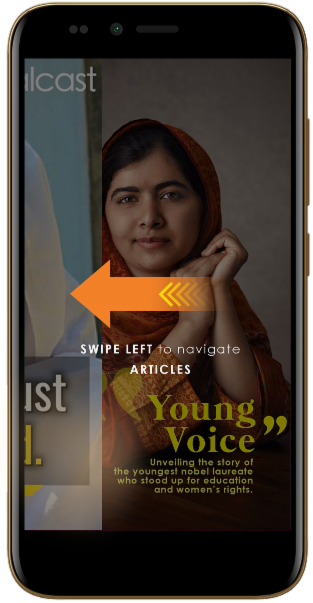 alcast
SWIPE LEFT to navigate
ARTICLES
ust
d.
Young
Voice”
Unveiling the story of
the youngest nobel laureate
who stood up for education
and women's rights.